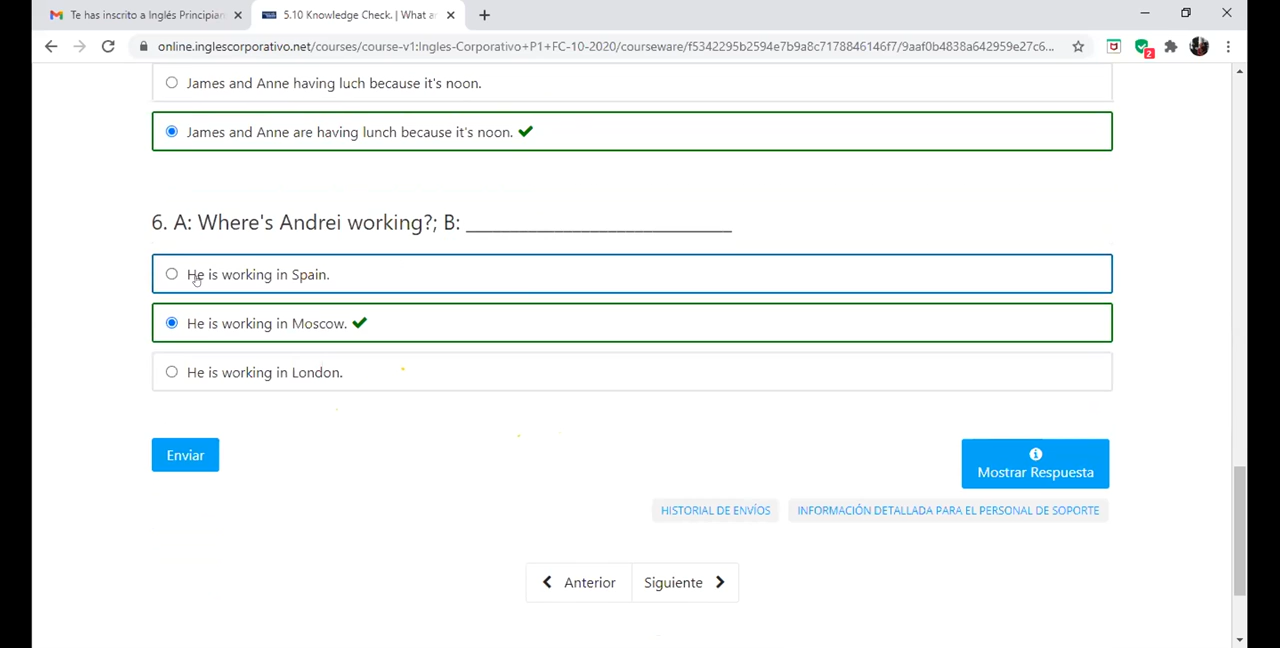 Te has inscrito a Inglés Principian
5.10 Knowledge Check. | What a
online.inglescorporativo.net/courses/course-v1:Ingles-Corporativo+P1+FC-10-2020/courseware/f5342295b2594e7b9a8c7178846146f7/9aaf0b4838a642959e27c6...
2
James and Anne having luch because it's noon.
James and Anne are having lunch because it's noon.
6. A: Where's Andrei working?; B: ____________________________
He is working in Spain.
He is working in Moscow.
He is working in London.
Enviar
Mostrar Respuesta
HISTORIAL DE ENVÍOS
INFORMACIÓN DETALLADA PARA EL PERSONAL DE SOPORTE
Anterior
Siguiente